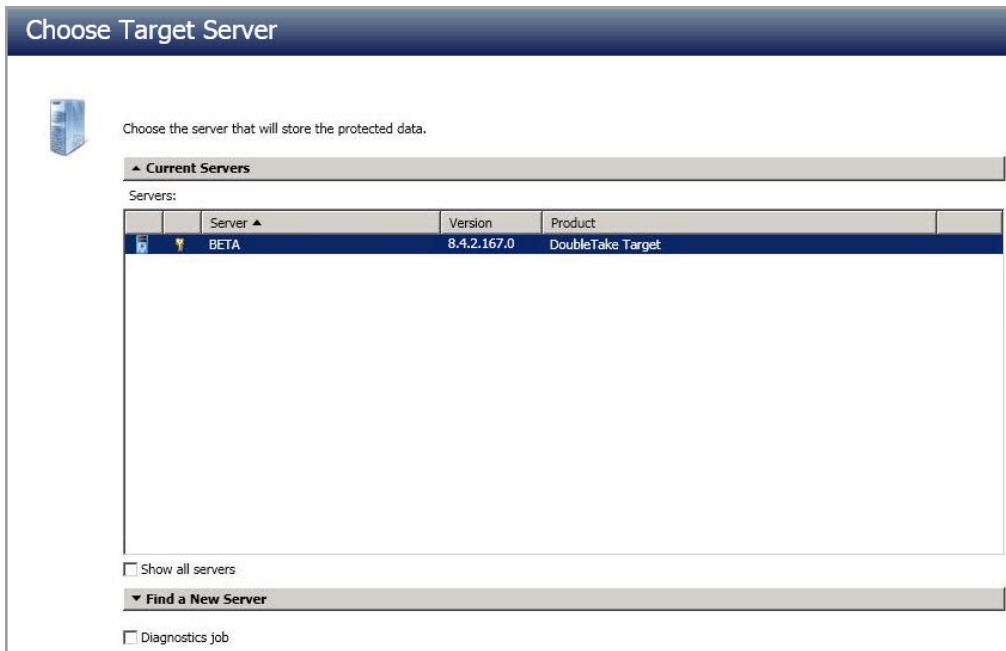 Choose Target Server
Choose the server that will store the protected data.
Current Servers
Servers:
Server Version Product
BETA 8.4.2.167.0 DoubleTake Target
Show all servers
Find a New Server
Diagnostics job